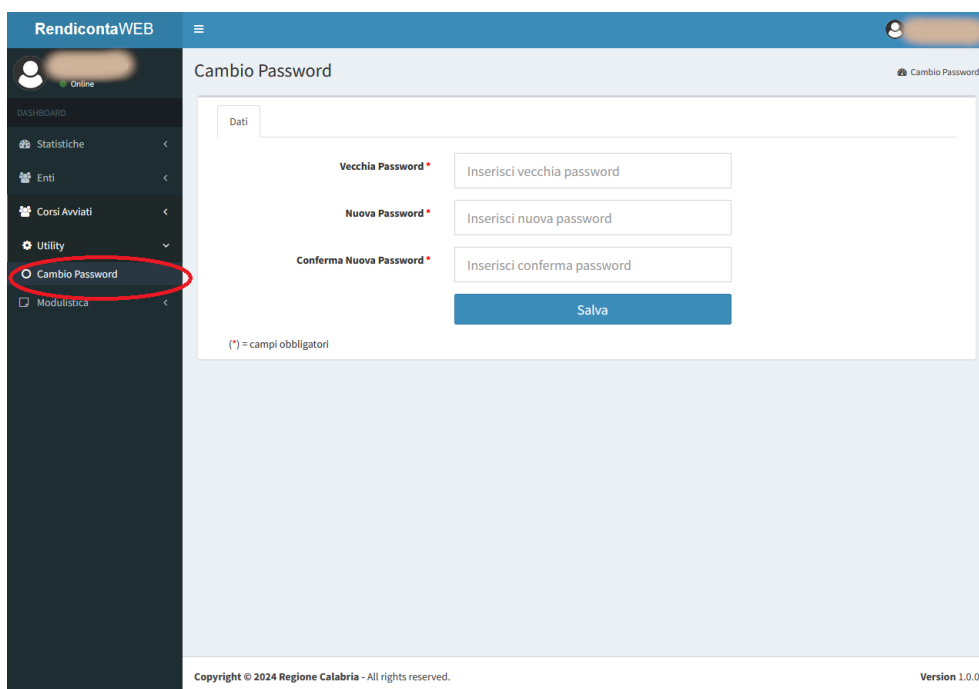 RendicontaWEB
Online
DASHBOARD
Statistiche
Enti
Corsi Avviati
Utility
Cambio Password
Modulistica
Cambio Password
Cambio Password
Dati
Vecchia Password *
Inserisci vecchia password
Nuova Password *
Inserisci nuova password
Conferma Nuova Password *
Inserisci conferma password
Salva
(*) = campi obbligatori
Copyright © 2024 Regione Calabria - All rights reserved.
Version 1.0.0